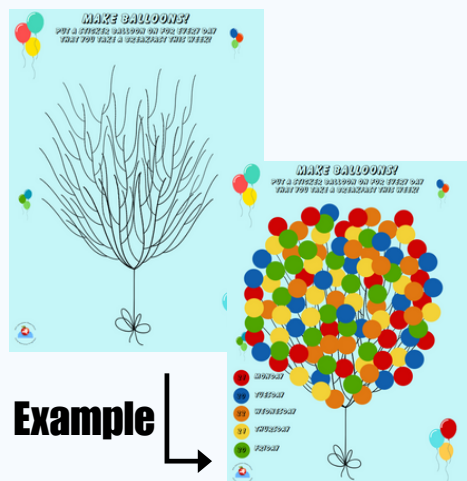 MAKE BALLOONS!
PUT A STICKER BALLOON ON FOR EVERY DAY
THAT YOU TAKE A BREAKFAST THIS WEEK!
MAKE BALLOONS!
PUT A STICKER BALLOON ON FOR EVERY DAY
THAT YOU TAKE A BREAKFAST THIS WEEK!
MONDAY
TUESDAY
WEDNESDAY
THURSDAY
FRIDAY
Example